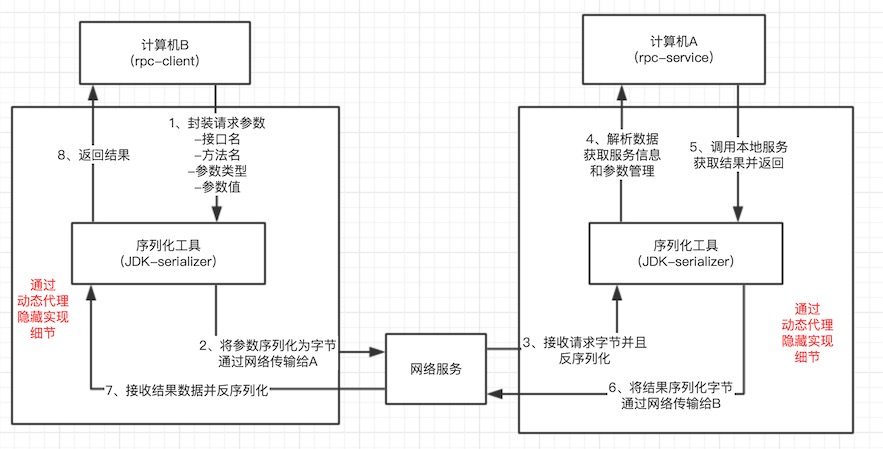 计算机B
（rpc-client）
计算机A
（rpc-service）
1、封装请求参数
-接口名
-方法名
-参数类型
-参数值
8、返回结果
4、解析数据
获取服务信息
和参数管理
5、调用本地服务
获取结果并返回
序列化工具
（JDK-serializer）
序列化工具
（JDK-serializer）
通过
动态代理
隐藏实现
细节
通过
动态代理
隐藏实现
细节
2、将参数序列化为字节
通过网络传输给A
网络服务
3、接收请求字节并且
反序列化
7、接收结果数据并反序列化
6、将结果序列化字节
通过网络传输给B